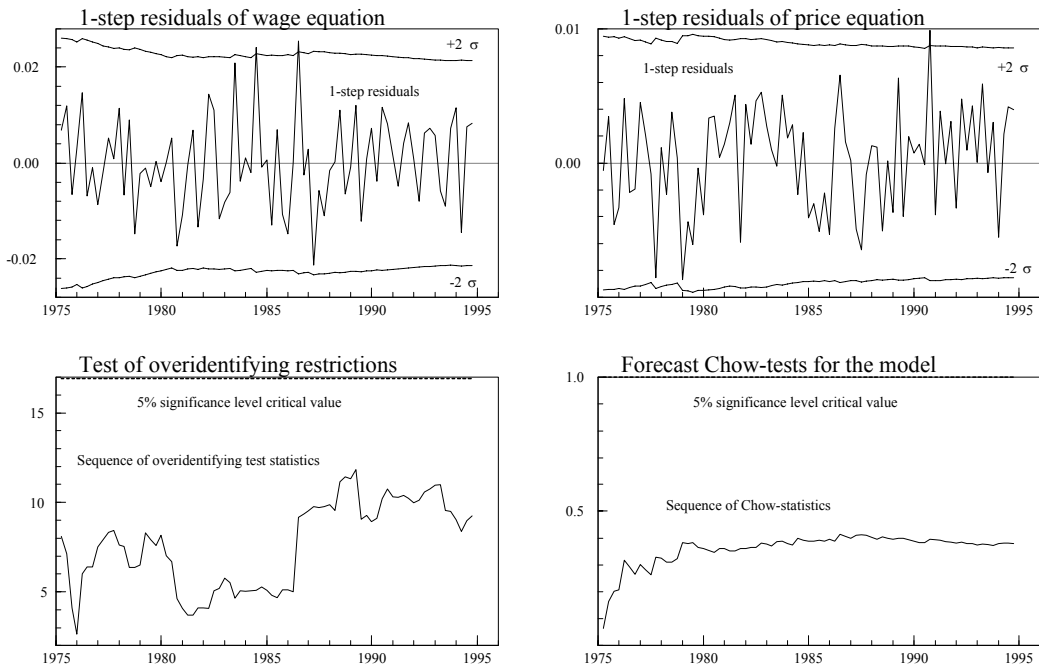 1-step residuals of wage equation
0.02
0.00
-0.02
+2 σ
1-step residuals
-2 σ
1975 1980 1985 1990 1995
1-step residuals of price equation
0.01
0.00
+2 σ
1-step residuals
-2 σ
1975 1980 1985 1990 1995
Test of overidentifying restrictions
15
10
5
5% significance level critical value
Sequence of overidentifying test statistics
1975 1980 1985 1990 1995
Forecast Chow-tests for the model
1.0
0.5
5% significance level critical value
Sequence of Chow-statistics
1975 1980 1985 1990 1995